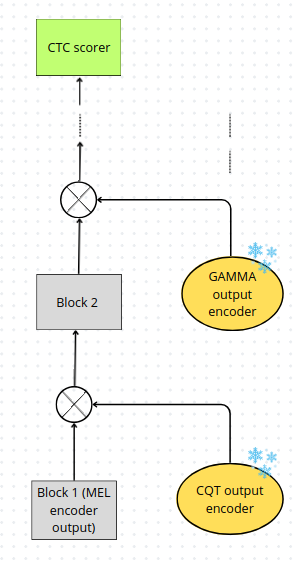 CTC scorer
GAMMA
output
encoder
Block 2
CQT output
encoder
Block 1 (MEL
encoder
output)